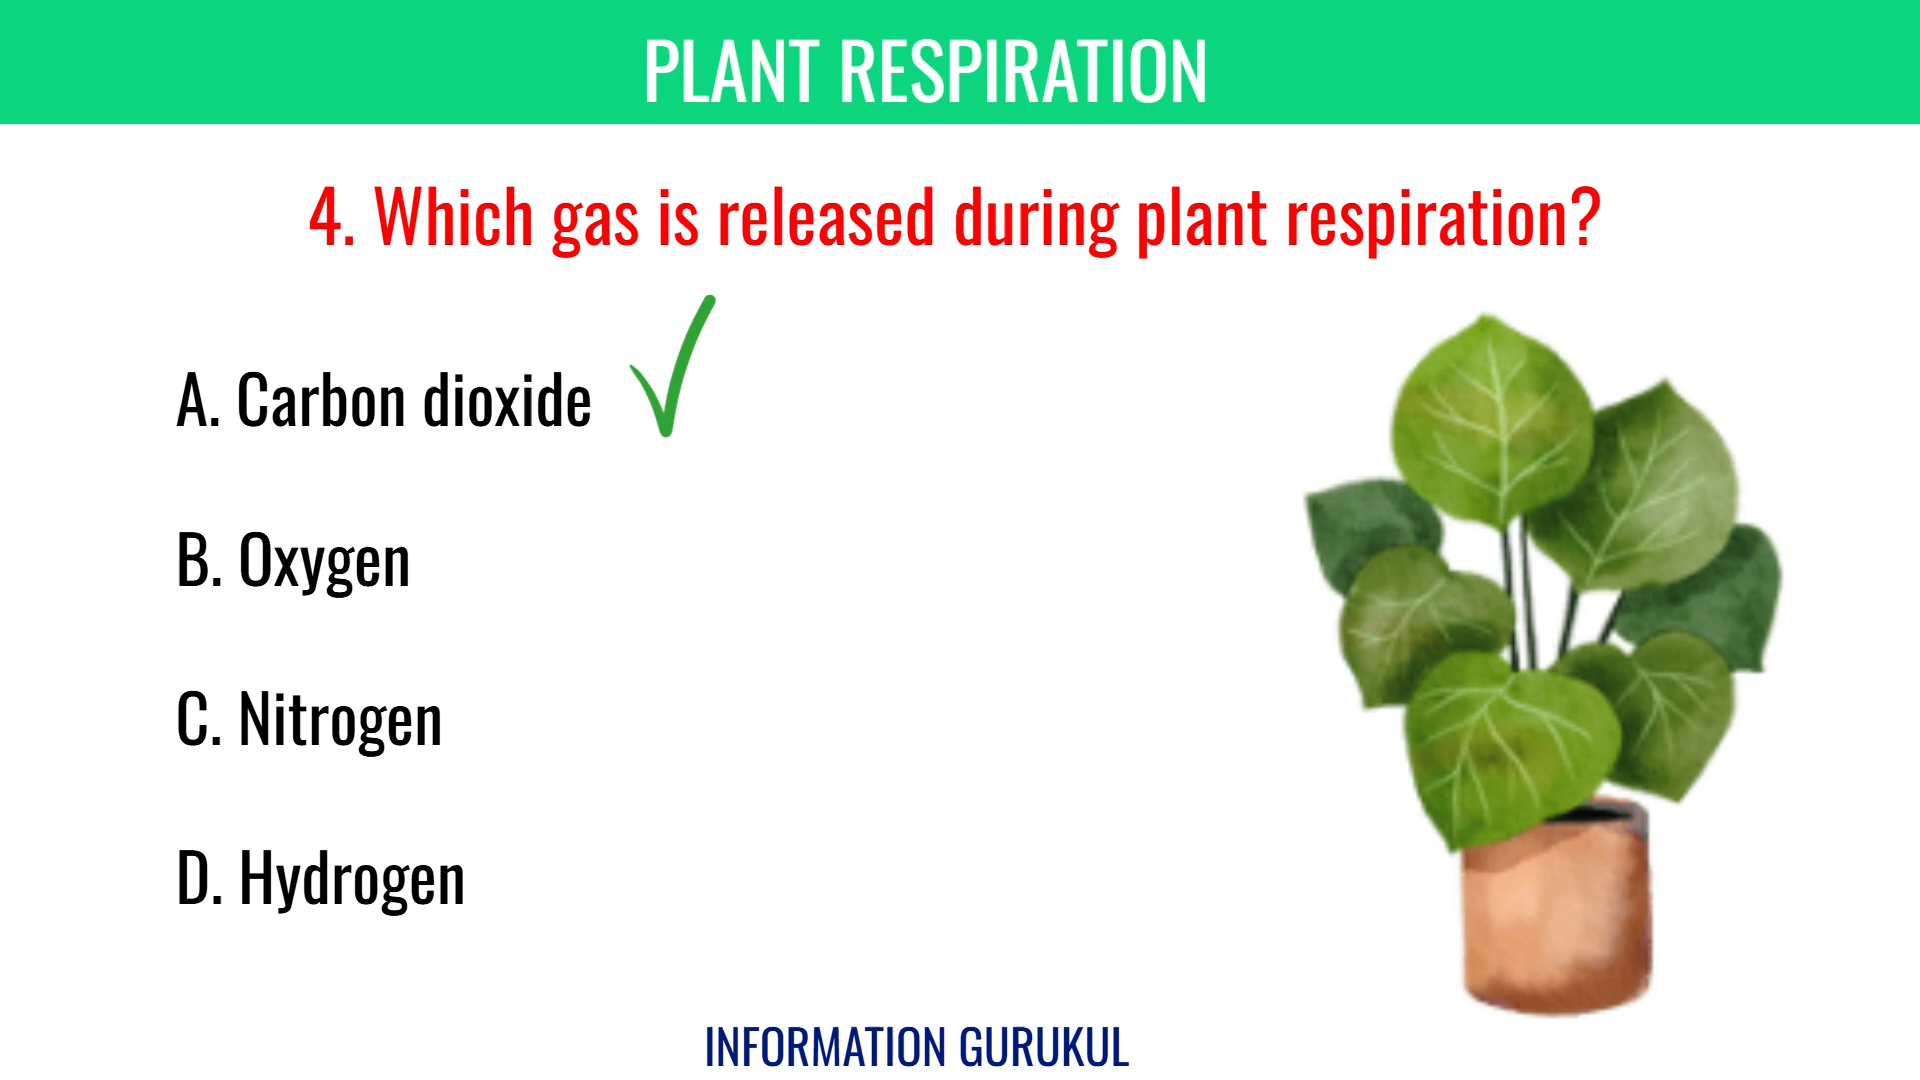 PLANT RESPIRATION
4. Which gas is released during plant respiration?
A. Carbon dioxide
B. Oxygen
C. Nitrogen
D. Hydrogen
INFORMATION GURUKUL